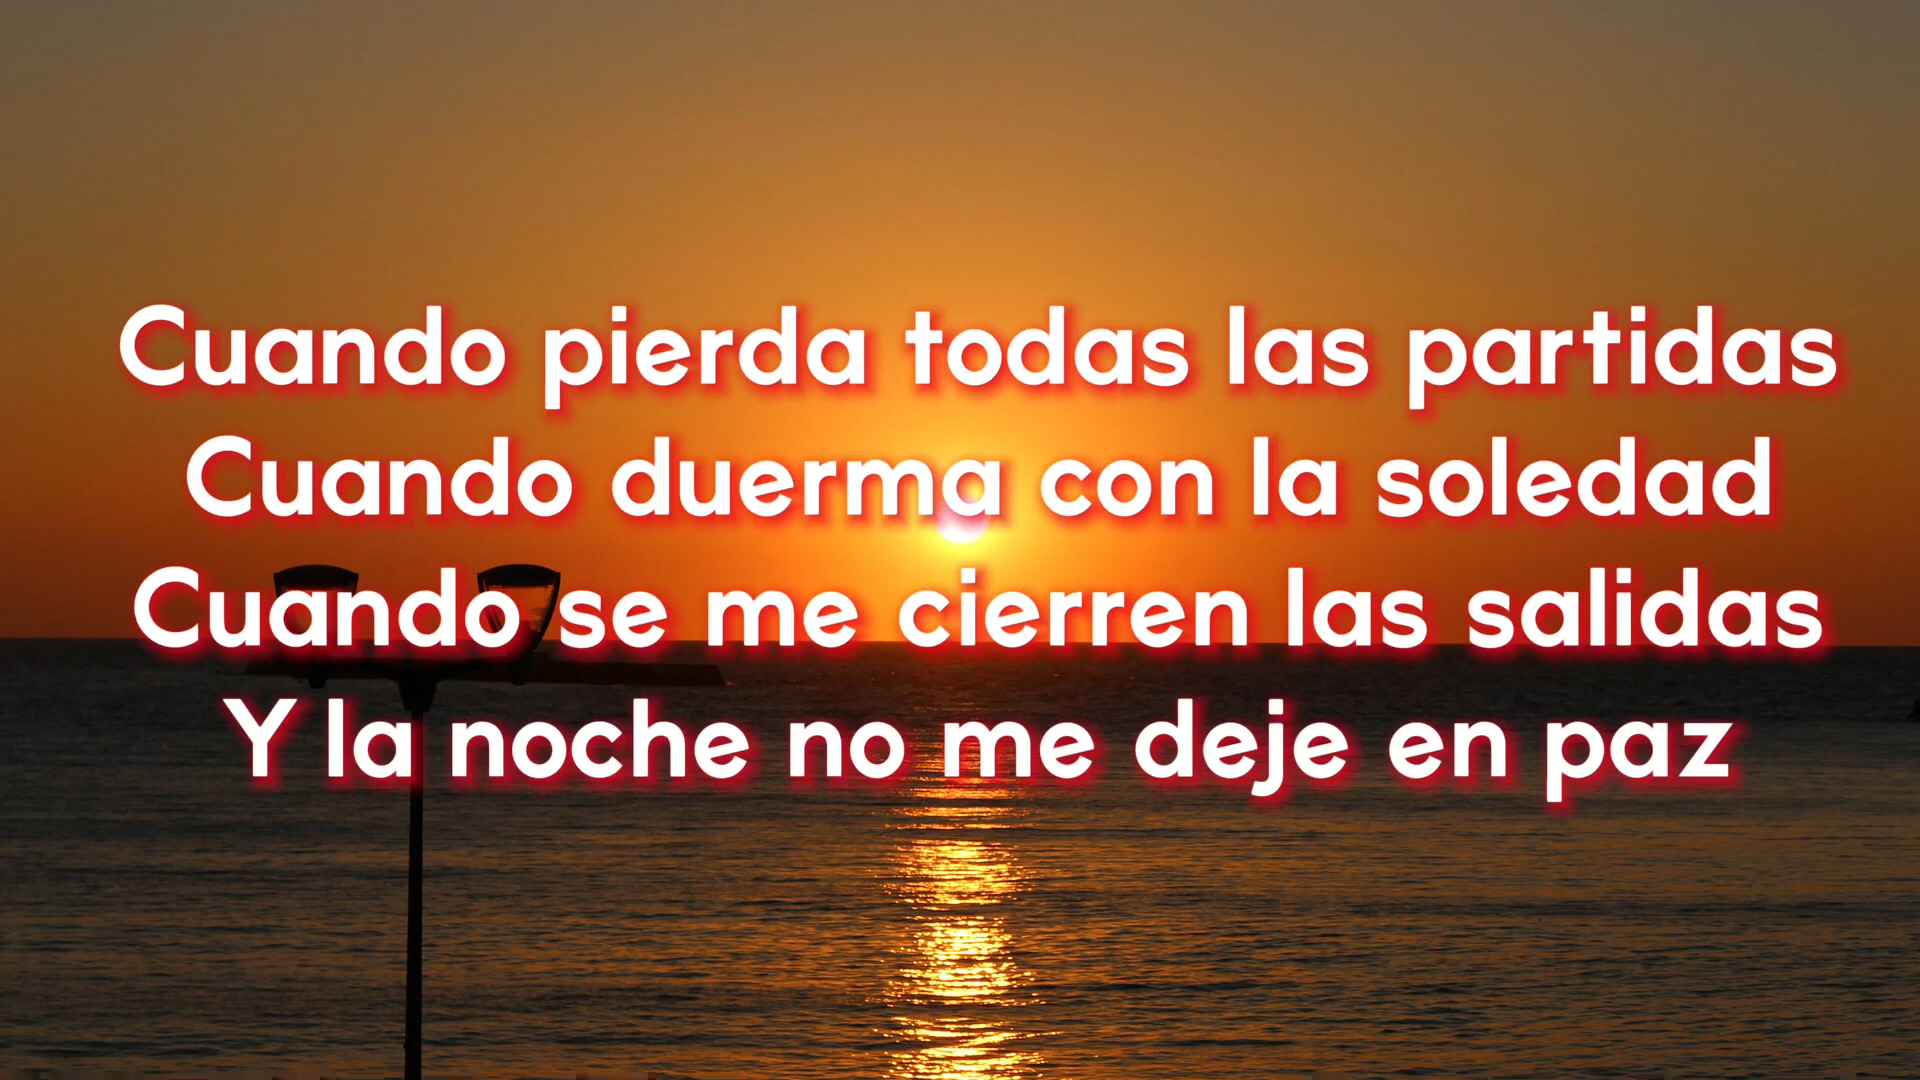 Cuando pierda todas las partidas
Cuando duerma con la soledad
Cuando se me cierren las salidas
Y la noche no me deje en paz